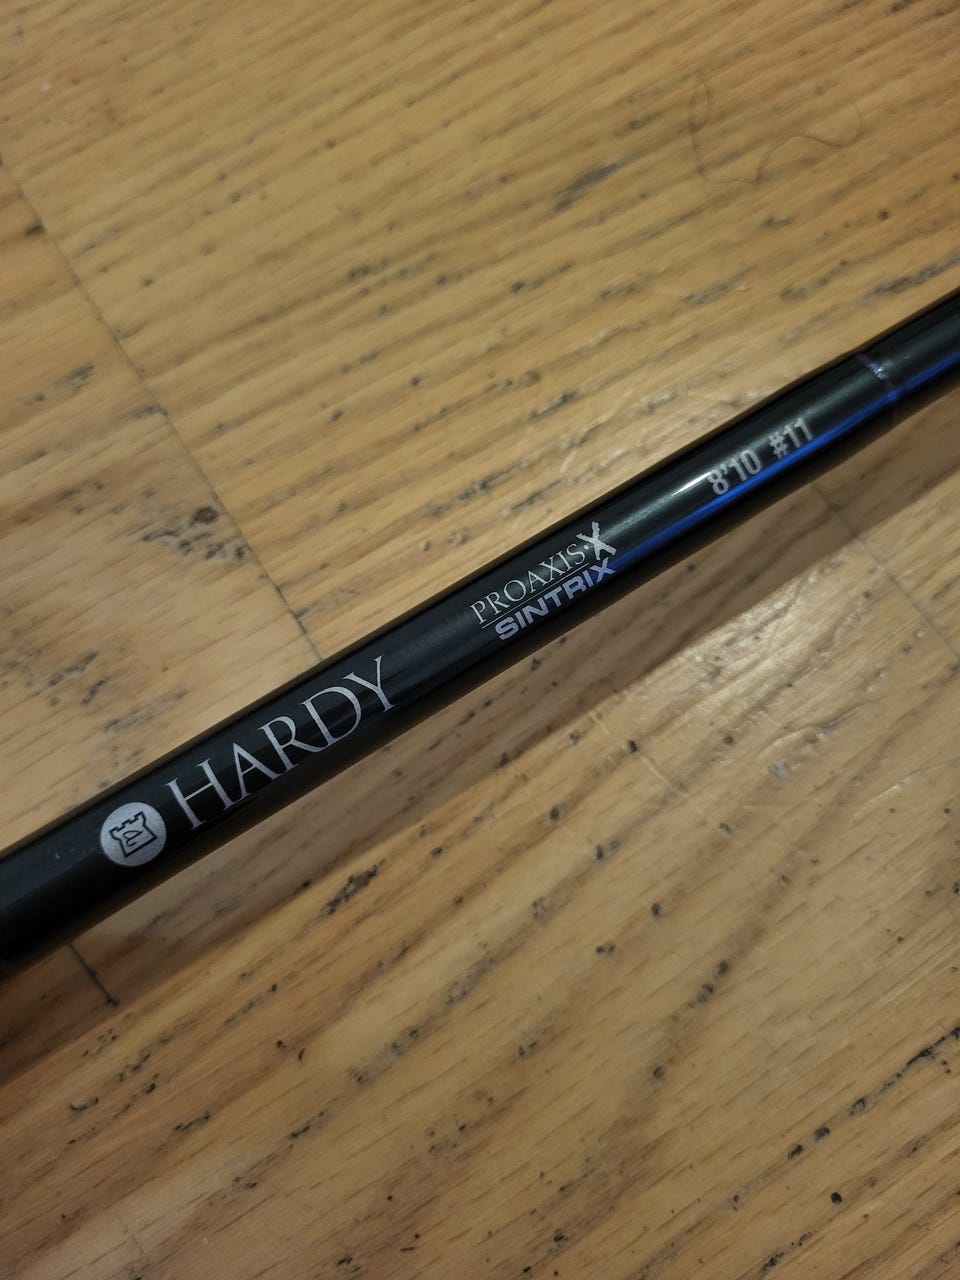 HARDY
PROAXIS·X
SINTRIX
8'10 #11